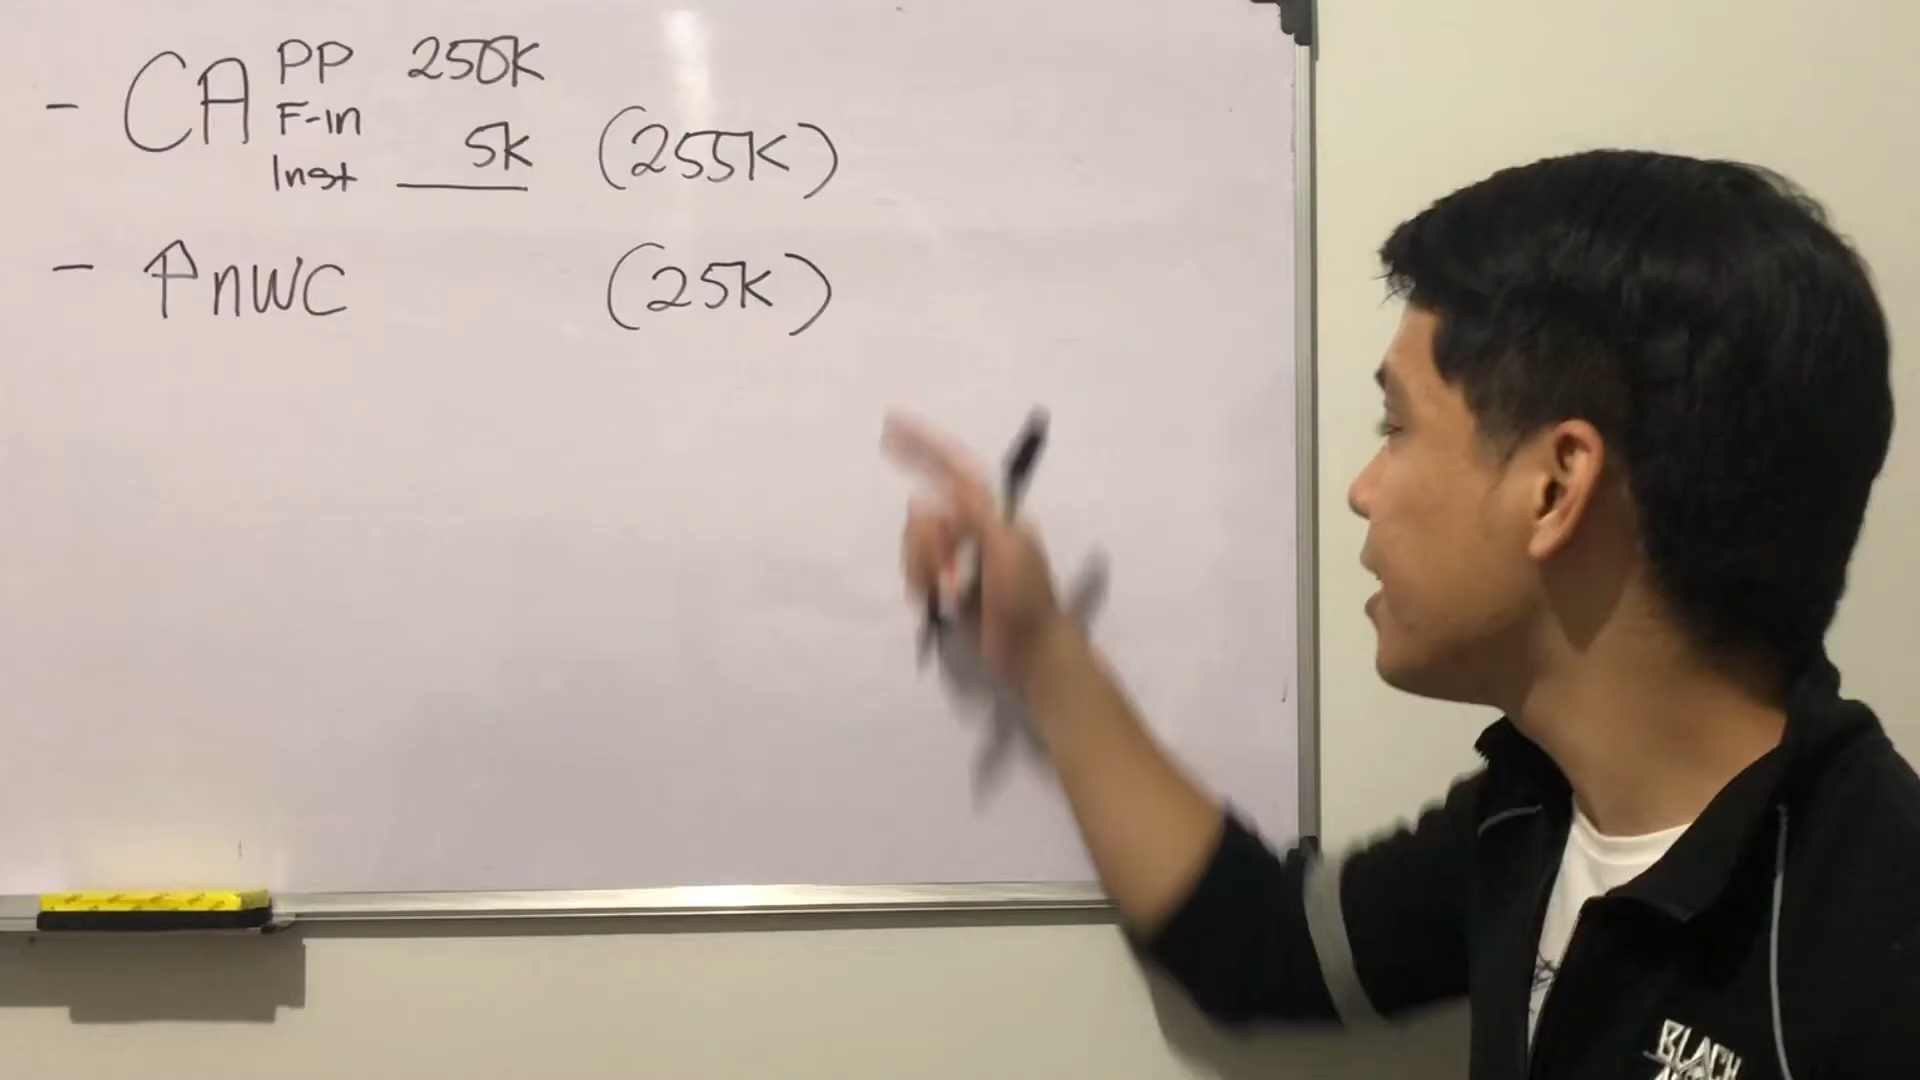 - CA PP 250K
F-in
Inst 5K (255K)
- ↑nWC (25K)
BLACK